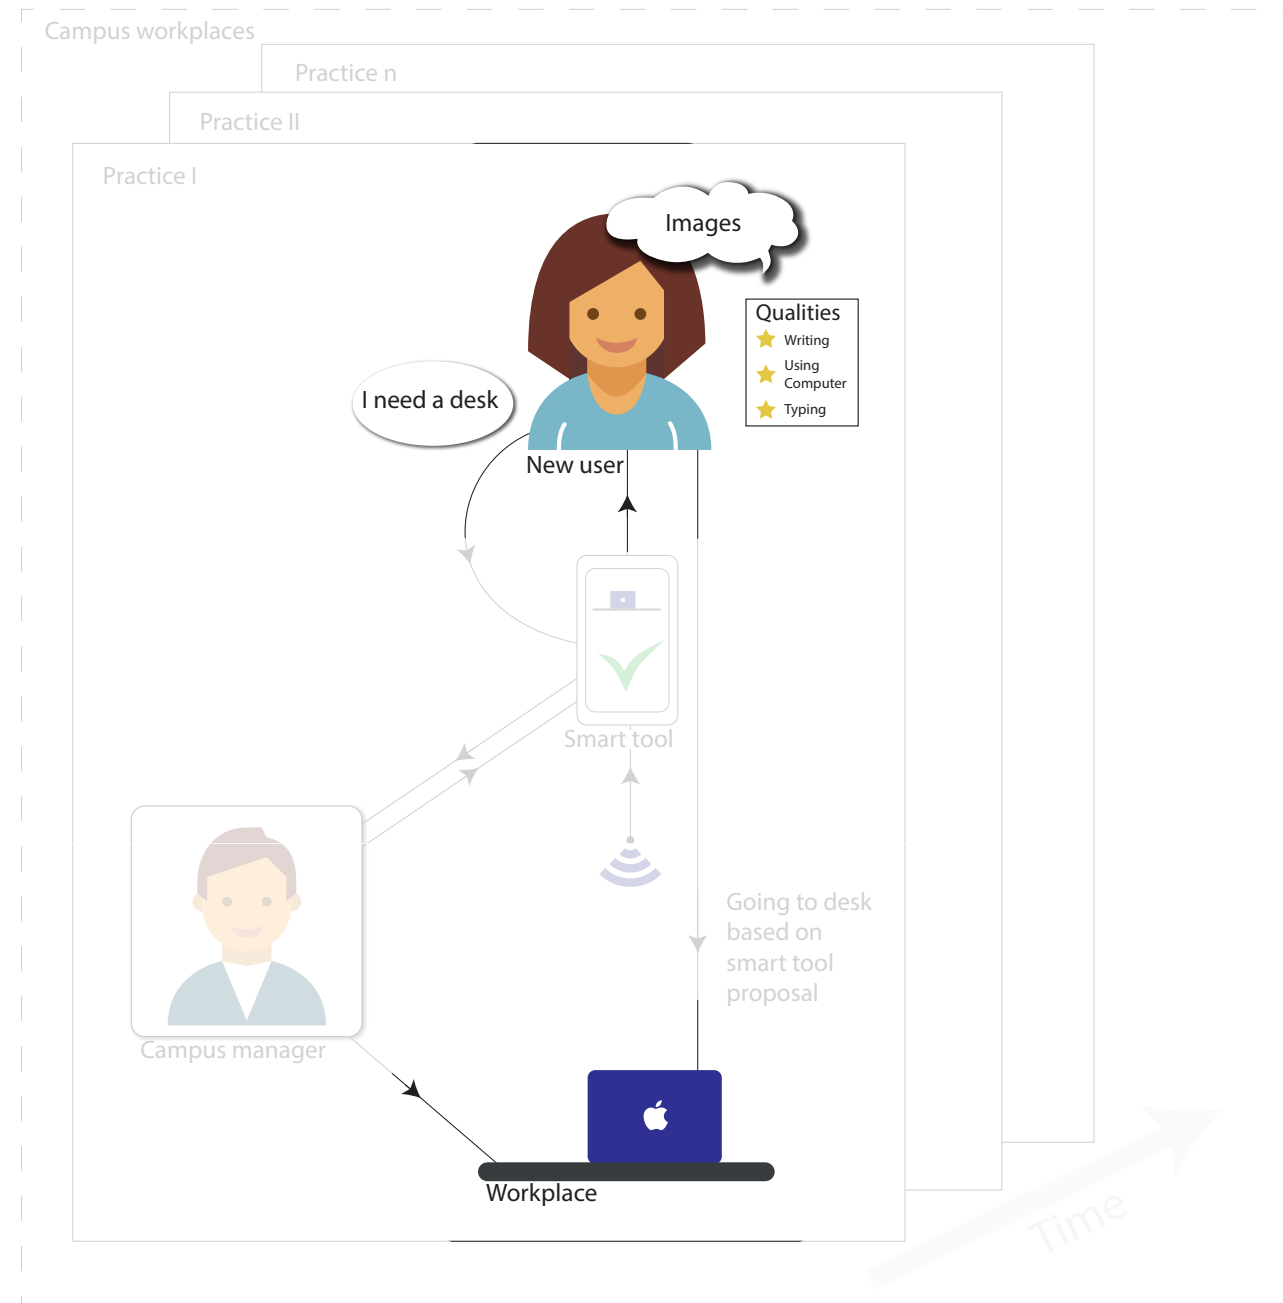 Campus workplaces
Practice n
Practice II
Practice I
Images
Qualities
Writing
Using
Computer
Typing
I need a desk
New user
Smart tool
Going to desk
based on
smart tool
proposal
Campus manager
Workplace
Time